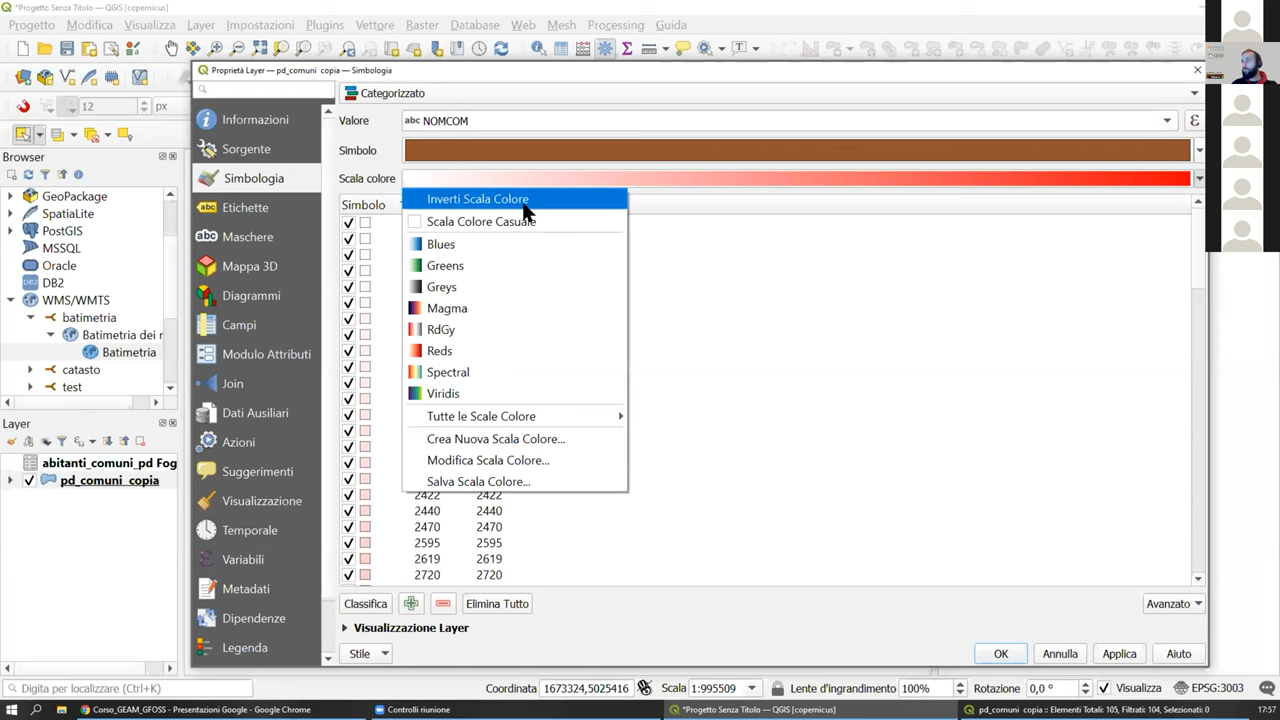 *Progetto Senza Titolo — QGIS [copernicus]
Progetto Modifica Visualizza Layer Impostazioni Plugins Vettore Raster Database Web Mesh Processing Guida
12 px
Browser
GeoPackage
SpatiaLite
PostGIS
MSSQL
Oracle
DB2
WMS/WMTS
batimetria
Batimetria dei r
Batimetria
catasto
test
Layer
abitanti_comuni_pd Fog
pd_comuni_copia
Proprietà Layer — pd_comuni copia — Simbologia
Informazioni
Sorgente
Simbologia
Etichette
Maschere
Mappa 3D
Diagrammi
Campi
Modulo Attributi
Join
Dati Ausiliari
Azioni
Suggerimenti
Visualizzazione
Temporale
Variabili
Metadati
Dipendenze
Legenda
Categorizzato
Valore abc NOMCOM
Simbolo
Scala colore
Simbolo
Inverti Scala Colore
Scala Colore Casuale
Blues
Greens
Greys
Magma
RdGy
Reds
Spectral
Viridis
Tutte le Scale Colore
Crea Nuova Scala Colore...
Modifica Scala Colore...
Salva Scala Colore...
2422 2422
2440 2440
2470 2470
2595 2595
2619 2619
2720 2720
Classifica Elimina Tutto Avanzato
Visualizzazione Layer
Stile OK Annulla Applica Aiuto
Digita per localizzare (Ctrl+K) Coordinata 1673324,5025416 Scala 1:995509 Lente d'ingrandimento 100% Rotazione 0,0 ° Visualizza EPSG:3003
Corso_GEAM_GFOSS - Presentazioni Google - Google Chrome Controlli riunione *Progetto Senza Titolo — QGIS [copernicus] pd_comuni copia :: Elementi Totali: 105, Filtrati: 104, Selezionati: 0 17:57